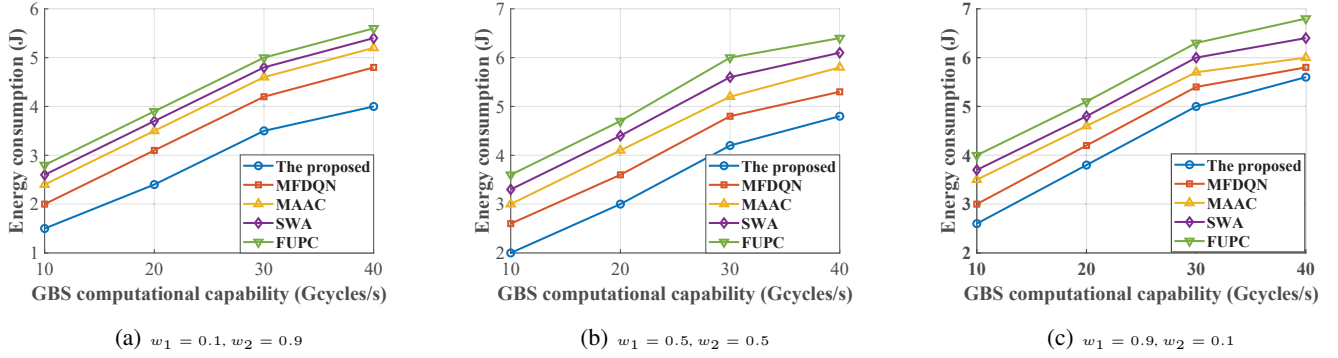 Energy consumption (J)
6
5
4
3
2
1
10 20 30 40
GBS computational capability (Gcycles/s)
The proposed
MFDQN
MAAC
SWA
FUPC
(a) w1 = 0.1, w2 = 0.9
Energy consumption (J)
7
6
5
4
3
2
10 20 30 40
GBS computational capability (Gcycles/s)
The proposed
MFDQN
MAAC
SWA
FUPC
(b) w1 = 0.5, w2 = 0.5
Energy consumption (J)
7
6
5
4
3
2
10 20 30 40
GBS computational capability (Gcycles/s)
The proposed
MFDQN
MAAC
SWA
FUPC
(c) w1 = 0.9, w2 = 0.1